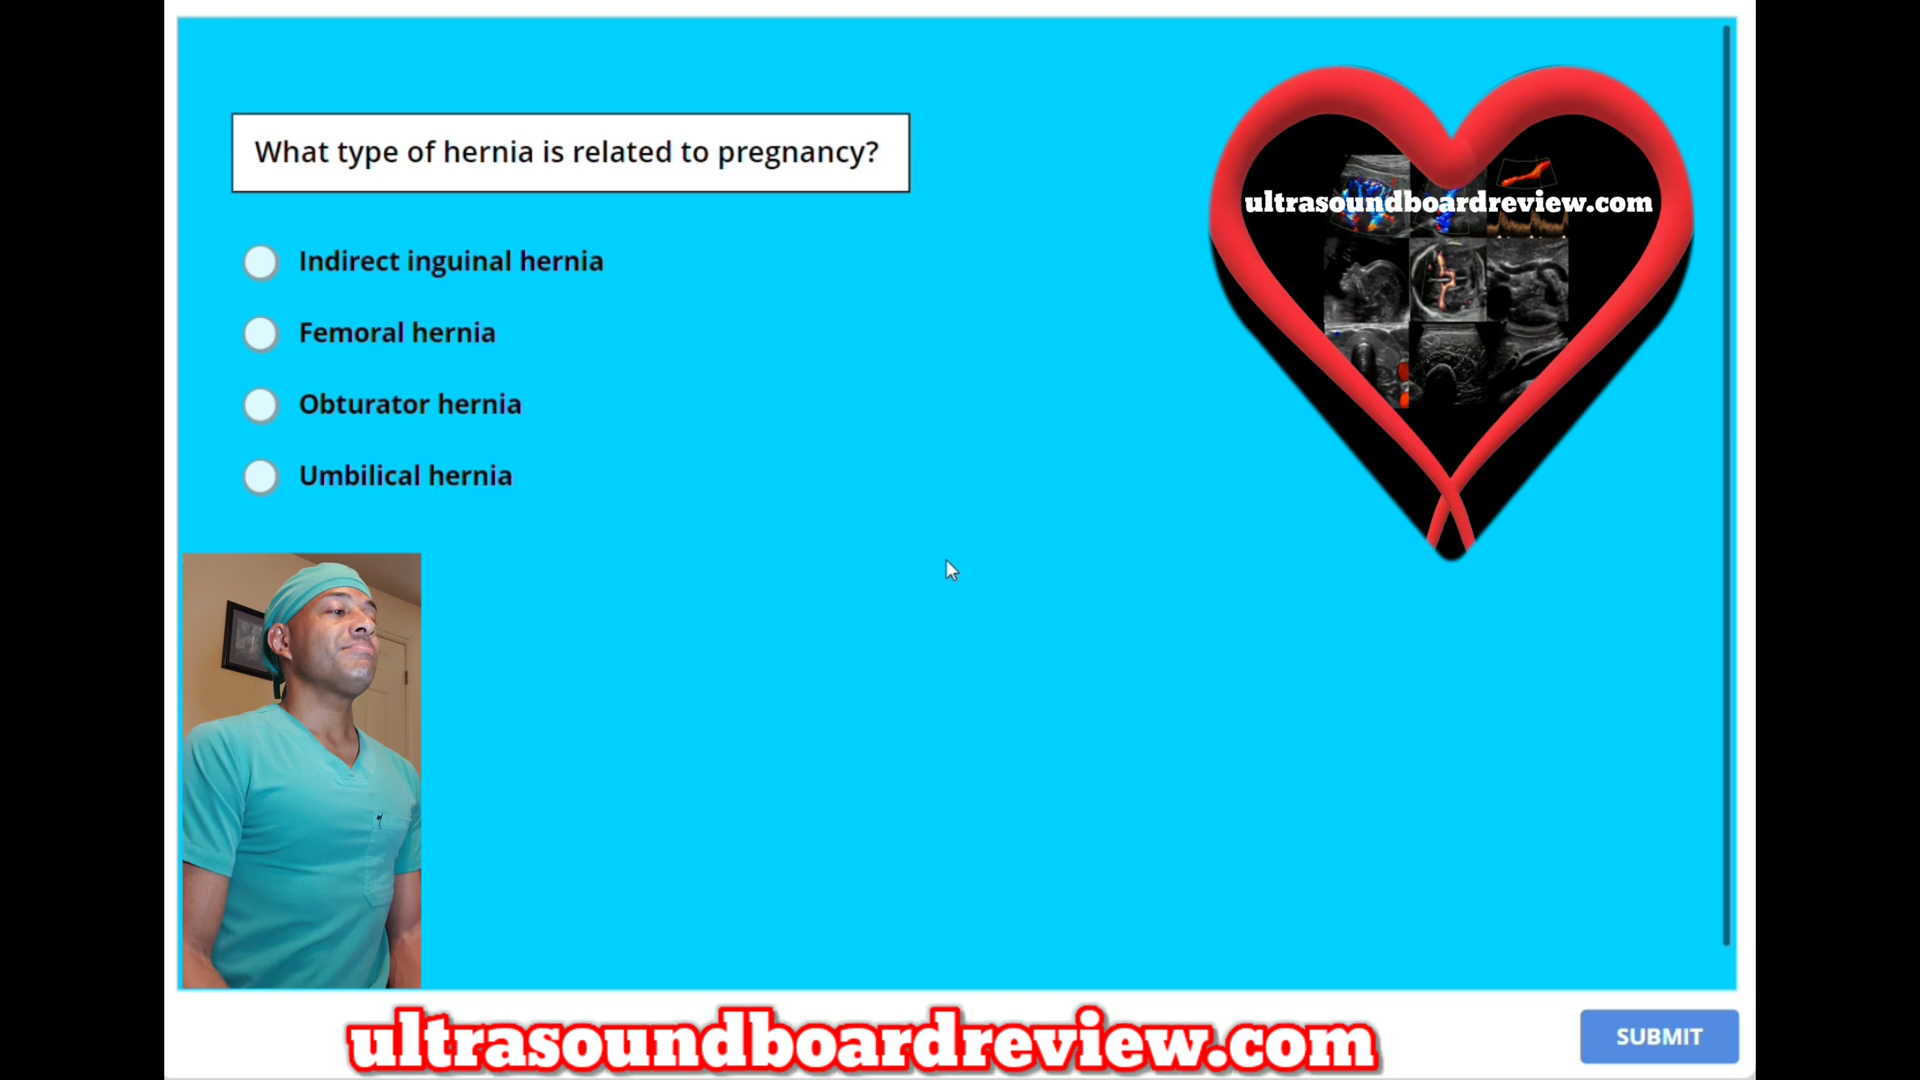 What type of hernia is related to pregnancy?
ultrasoundboardreview.com
Indirect inguinal hernia
Femoral hernia
Obturator hernia
Umbilical hernia
ultrasoundboardreview.com
SUBMIT